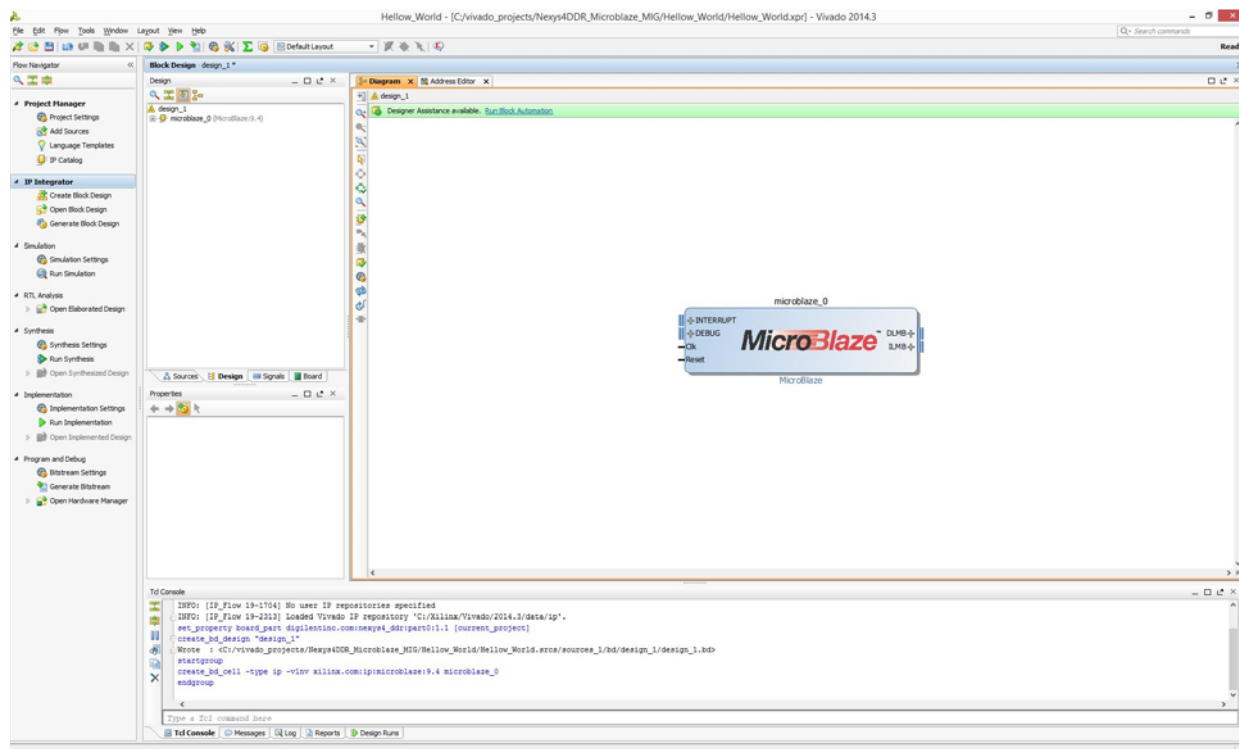 Hellow_World - [C:/vivado_projects/Nexys4DDR_Microblaze_MIG/Hellow_World/Hellow_World.xpr] - Vivado 2014.3
File Edit Flow Tools Window Layout View Help
Search commands
Default Layout
Read
Flow Navigator
Project Manager
Project Settings
Add Sources
Language Templates
IP Catalog
IP Integrator
Create Block Design
Open Block Design
Generate Block Design
Simulation
Simulation Settings
Run Simulation
RTL Analysis
Open Elaborated Design
Synthesis
Synthesis Settings
Run Synthesis
Open Synthesized Design
Implementation
Implementation Settings
Run Implementation
Open Implemented Design
Program and Debug
Bitstream Settings
Generate Bitstream
Open Hardware Manager
Block Design - design_1 *
Design
design_1
microblaze_0 (MicroBlaze:9.4)
Sources Design Signals Board
Properties
Diagram Address Editor
design_1
Designer Assistance available. Run Block Automation
microblaze_0
INTERRUPT
DEBUG
Clk
Reset
MicroBlaze™
DLMB
ILMB
MicroBlaze
Tcl Console
INFO: [IP_Flow 19-1704] No user IP repositories specified
INFO: [IP_Flow 19-2313] Loaded Vivado IP repository 'C:/Xilinx/Vivado/2014.3/data/ip'.
set_property board_part digilentinc.com:nexys4_ddr:part0:1.1 [current_project]
create_bd_design "design_1"
Wrote : <C:/vivado_projects/Nexys4DDR_Microblaze_MIG/Hellow_World/Hellow_World.srcs/sources_1/bd/design_1/design_1.bd>
startgroup
create_bd_cell -type ip -vlnv xilinx.com:ip:microblaze:9.4 microblaze_0
endgroup
Type a Tcl command here
Tcl Console Messages Log Reports Design Runs